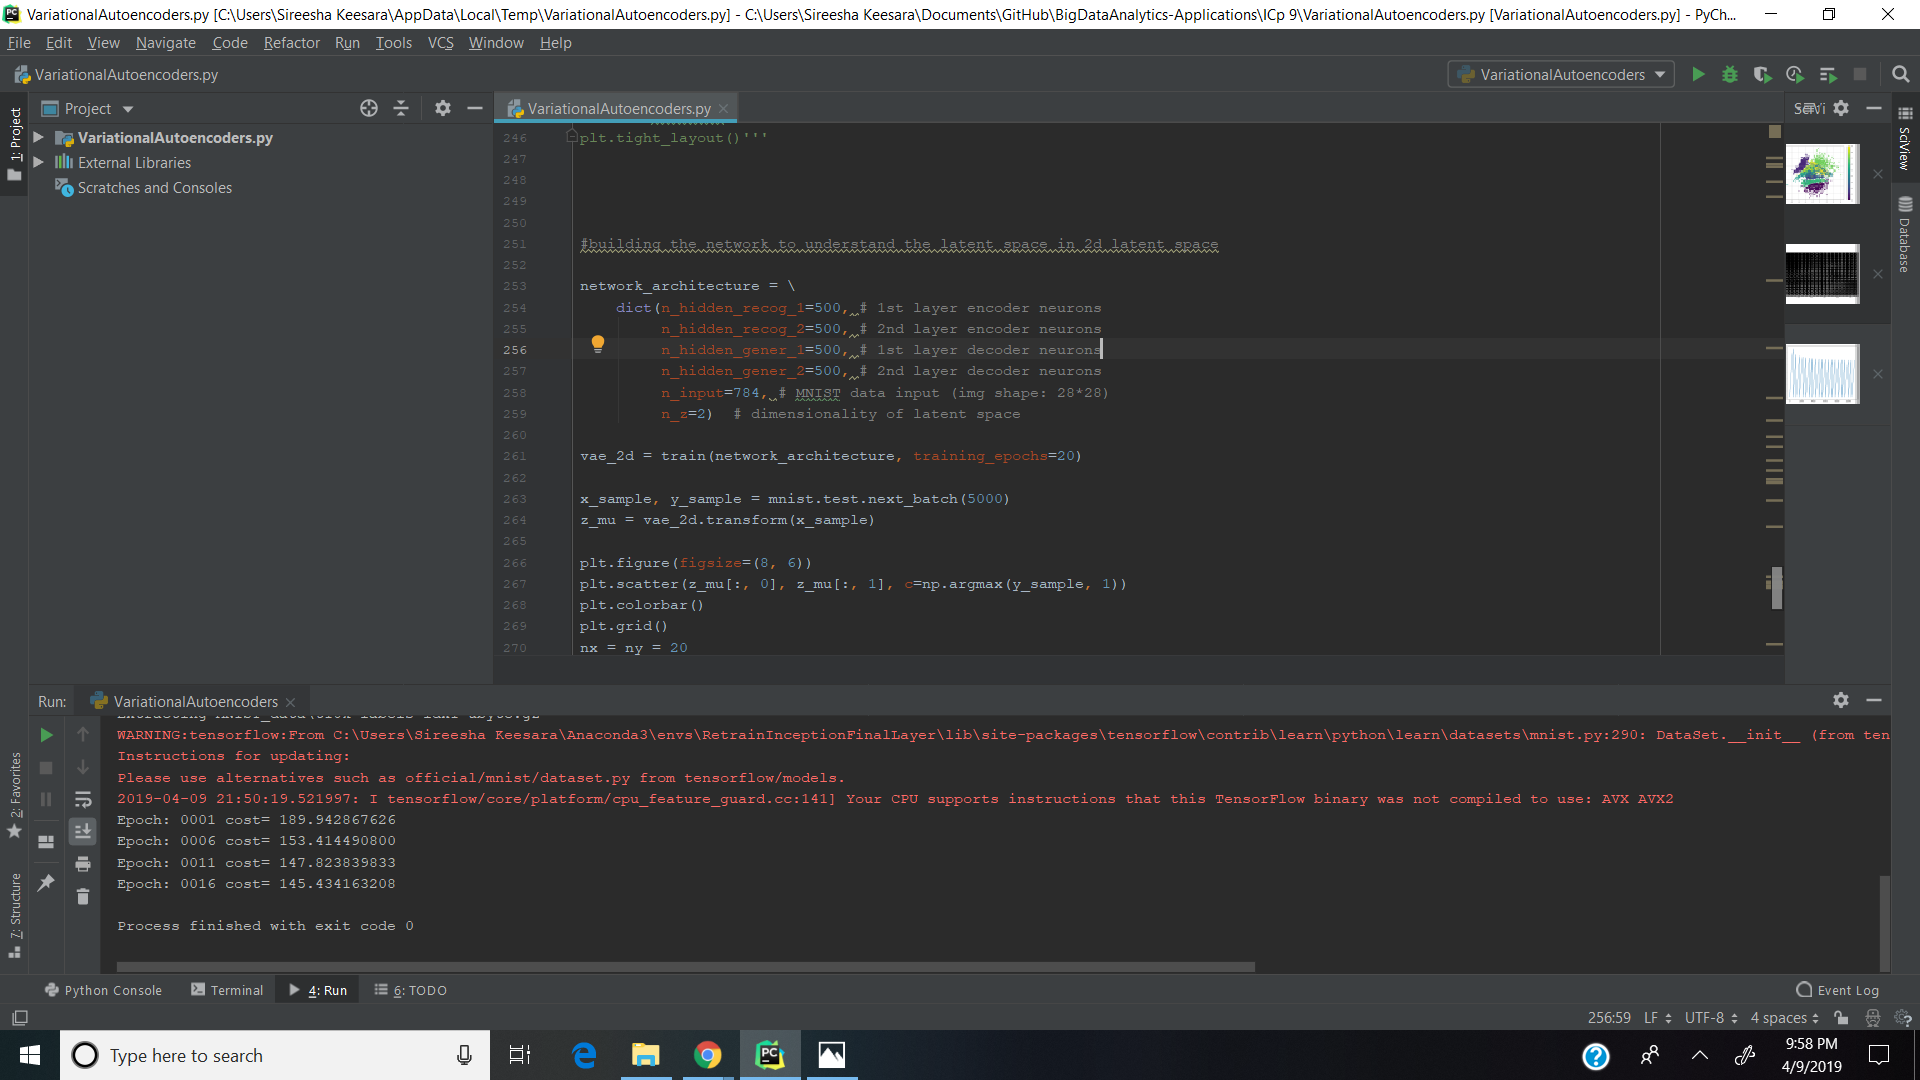 VariationalAutoencoders.py [C:\Users\Sireesha Keesara\AppData\Local\Temp\VariationalAutoencoders.py] - C:\Users\Sireesha Keesara\Documents\GitHub\BigDataAnalytics-Applications\ICp 9\VariationalAutoencoders.py [VariationalAutoencoders.py] - PyCh...
File Edit View Navigate Code Refactor Run Tools VCS Window Help
VariationalAutoencoders.py
VariationalAutoencoders
1: Project
Project
VariationalAutoencoders.py
External Libraries
Scratches and Consoles
VariationalAutoencoders.py
SciView
Database
246 plt.tight_layout()'''
247
248
249
250
251 #building the network to understand the latent space in 2d latent space
252
253 network_architecture = \
254 dict(n_hidden_recog_1=500, # 1st layer encoder neurons
255 n_hidden_recog_2=500, # 2nd layer encoder neurons
256 n_hidden_gener_1=500, # 1st layer decoder neurons
257 n_hidden_gener_2=500, # 2nd layer decoder neurons
258 n_input=784, # MNIST data input (img shape: 28*28)
259 n_z=2) # dimensionality of latent space
260
261 vae_2d = train(network_architecture, training_epochs=20)
262
263 x_sample, y_sample = mnist.test.next_batch(5000)
264 z_mu = vae_2d.transform(x_sample)
265
266 plt.figure(figsize=(8, 6))
267 plt.scatter(z_mu[:, 0], z_mu[:, 1], c=np.argmax(y_sample, 1))
268 plt.colorbar()
269 plt.grid()
270 nx = ny = 20
Run: VariationalAutoencoders
WARNING:tensorflow:From C:\Users\Sireesha Keesara\Anaconda3\envs\RetrainInceptionFinalLayer\lib\site-packages\tensorflow\contrib\learn\python\learn\datasets\mnist.py:290: DataSet.__init__ (from ten
Instructions for updating:
Please use alternatives such as official/mnist/dataset.py from tensorflow/models.
2019-04-09 21:50:19.521997: I tensorflow/core/platform/cpu_feature_guard.cc:141] Your CPU supports instructions that this TensorFlow binary was not compiled to use: AVX AVX2
Epoch: 0001 cost= 189.942867626
Epoch: 0006 cost= 153.414490800
Epoch: 0011 cost= 147.823839833
Epoch: 0016 cost= 145.434163208
Process finished with exit code 0
2: Favorites
7: Structure
Python Console Terminal 4: Run 6: TODO
Event Log
256:59 LF UTF-8 4 spaces
Type here to search
9:58 PM
4/9/2019